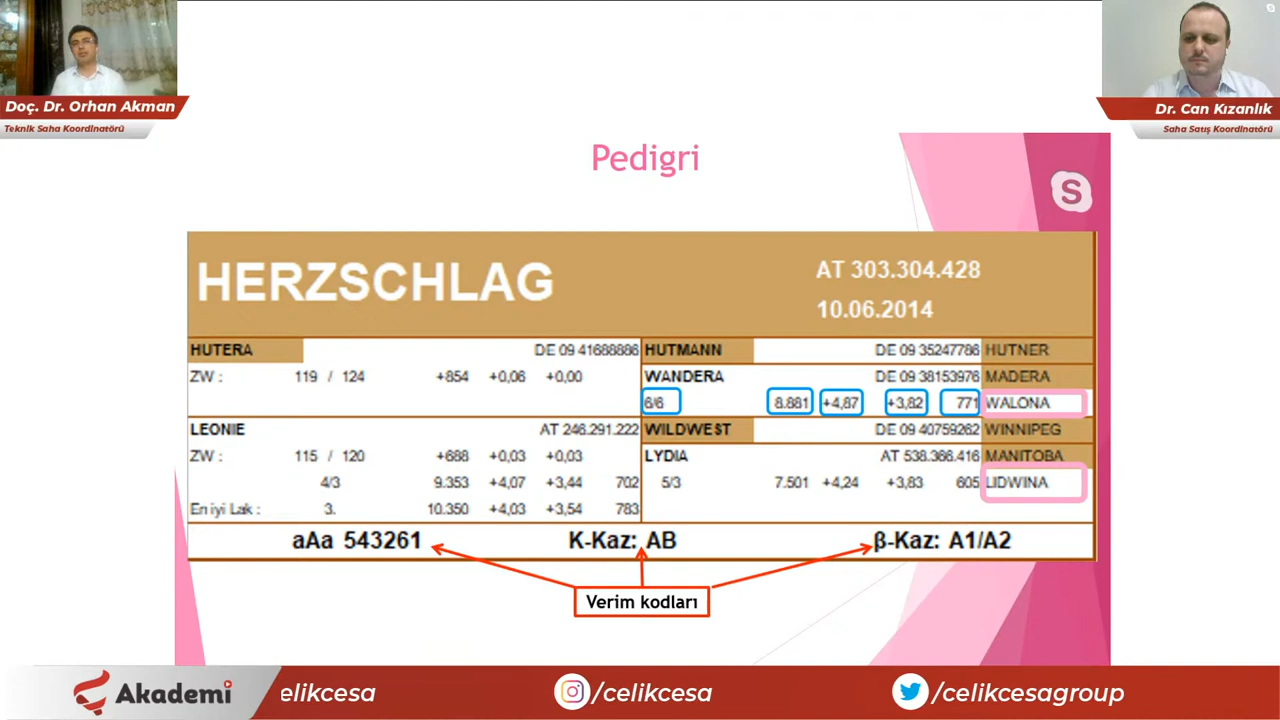 Doç. Dr. Orhan Akman
Teknik Saha Koordinatörü
Dr. Can Kızanlık
Saha Satış Koordinatörü
Pedigri
S
HERZSCHLAG
AT 303.304.428
10.06.2014
HUTERA DE 09 41688886 HUTMANN DE 09 35247786 HUTNER
ZW : 119 / 124 +854 +0,06 +0,00 WANDERA DE 09 38153976 MADERA
6/6 8.881 +4,87 +3,82 771 WALONA
LEONIE AT 246.291.222 WILDWEST DE 09 40759262 WINNIPEG
ZW : 115 / 120 +688 +0,03 +0,03 LYDIA AT 538.366.416 MANITOBA
4/3 9.353 +4,07 +3,44 702 5/3 7.501 +4,24 +3,83 605 LIDWINA
En iyi Lak : 3. 10.350 +4,03 +3,54 783
aAa 543261 K-Kaz: AB β-Kaz: A1/A2
Verim kodları
Akademi elikcesa /celikcesa /celikcesagroup